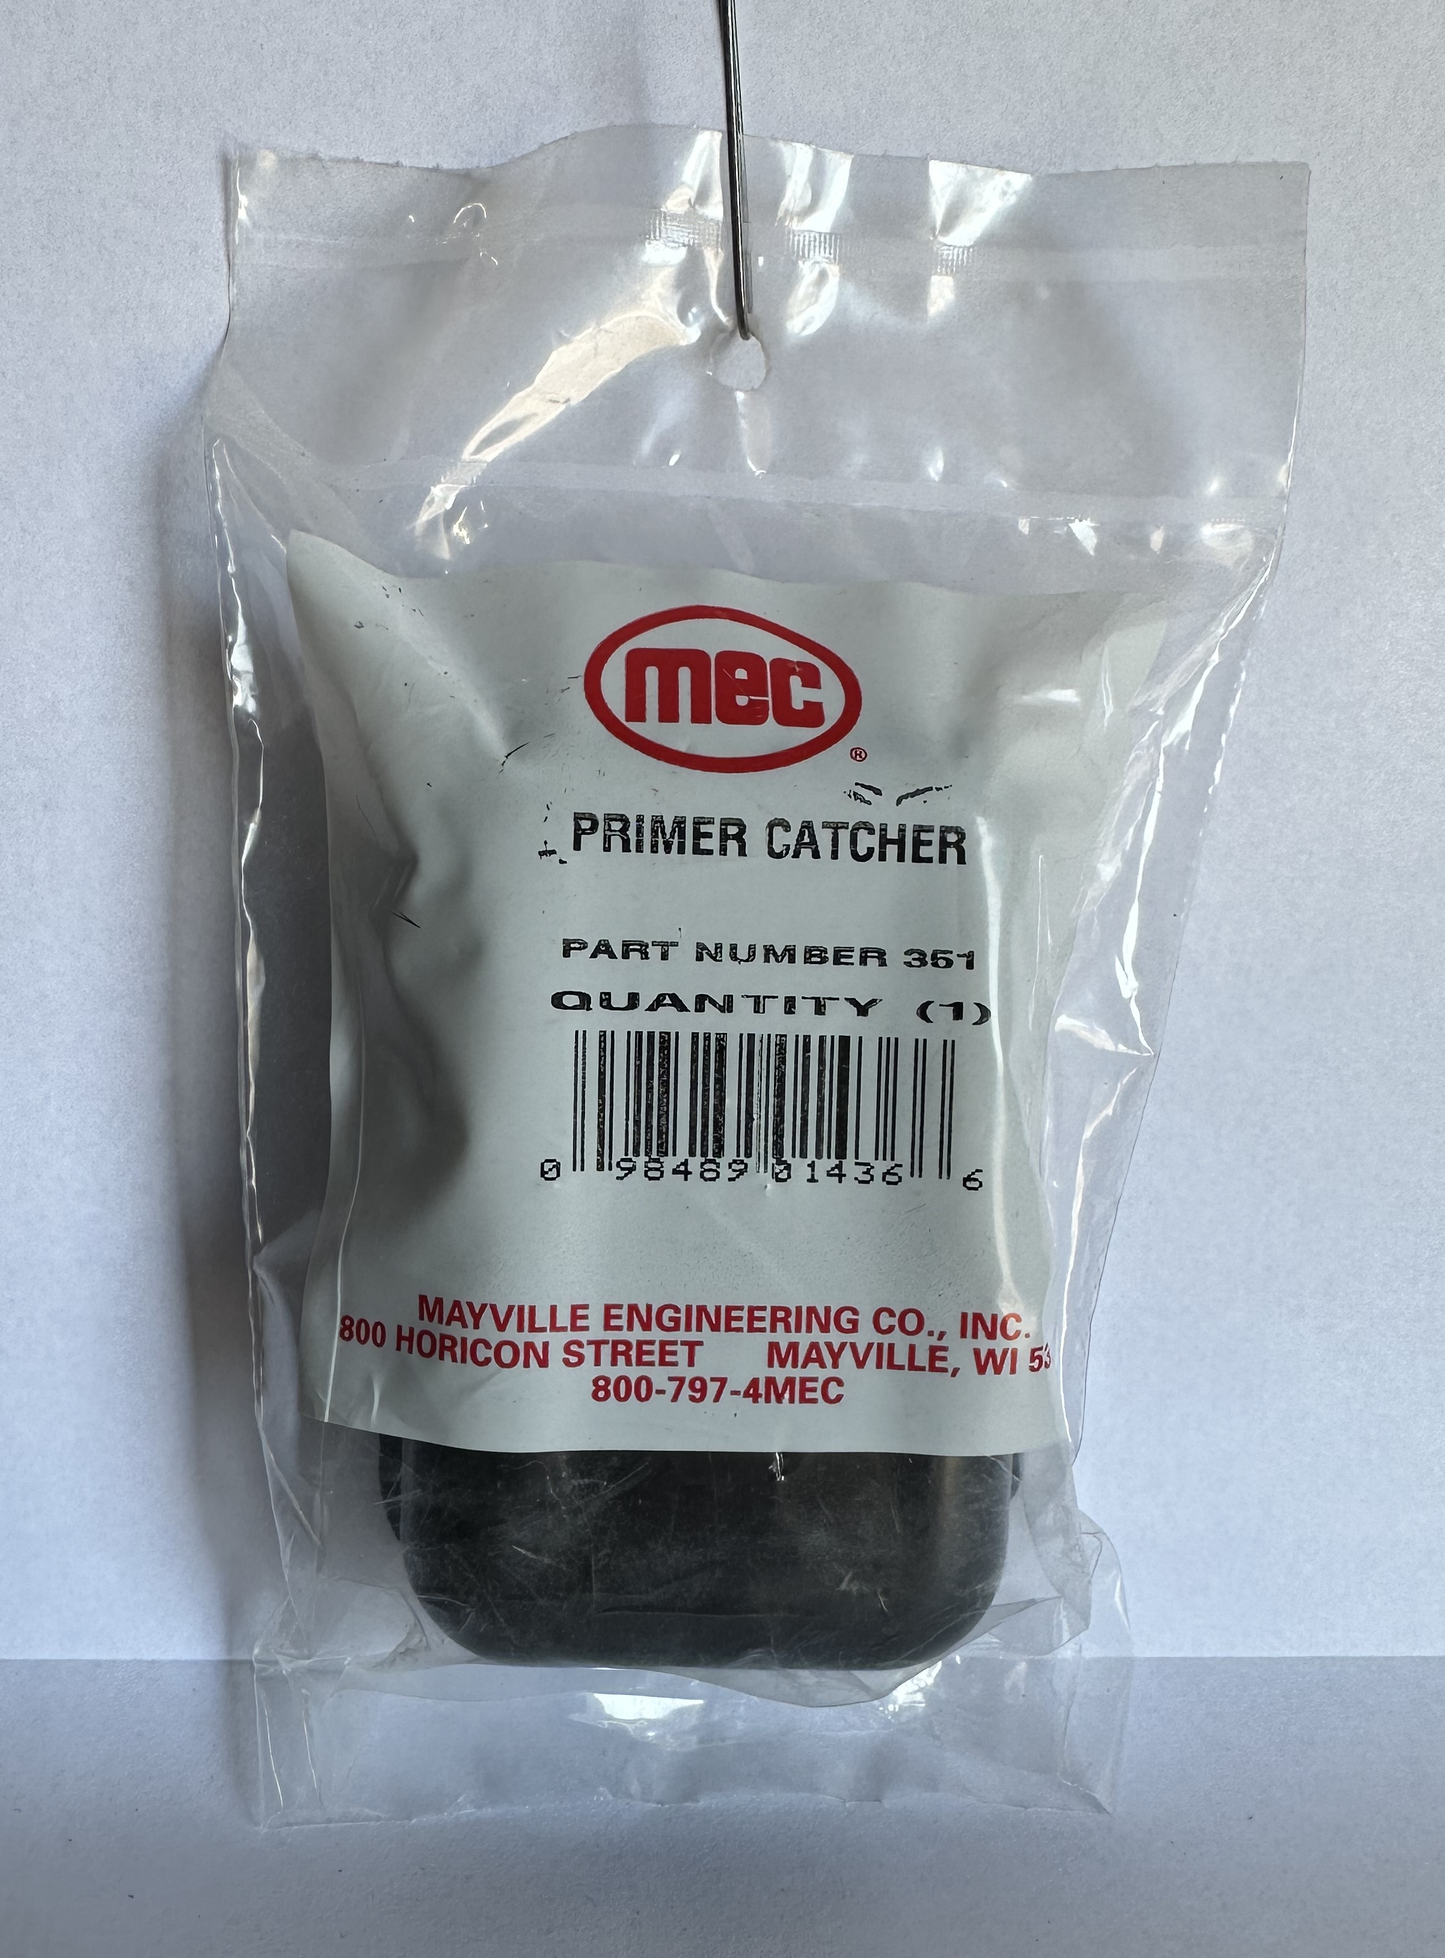 mec
®
PRIMER CATCHER
PART NUMBER 351
QUANTITY (1)
0 98489 01436 6
MAYVILLE ENGINEERING CO., INC.
800 HORICON STREET MAYVILLE, WI 53
800-797-4MEC